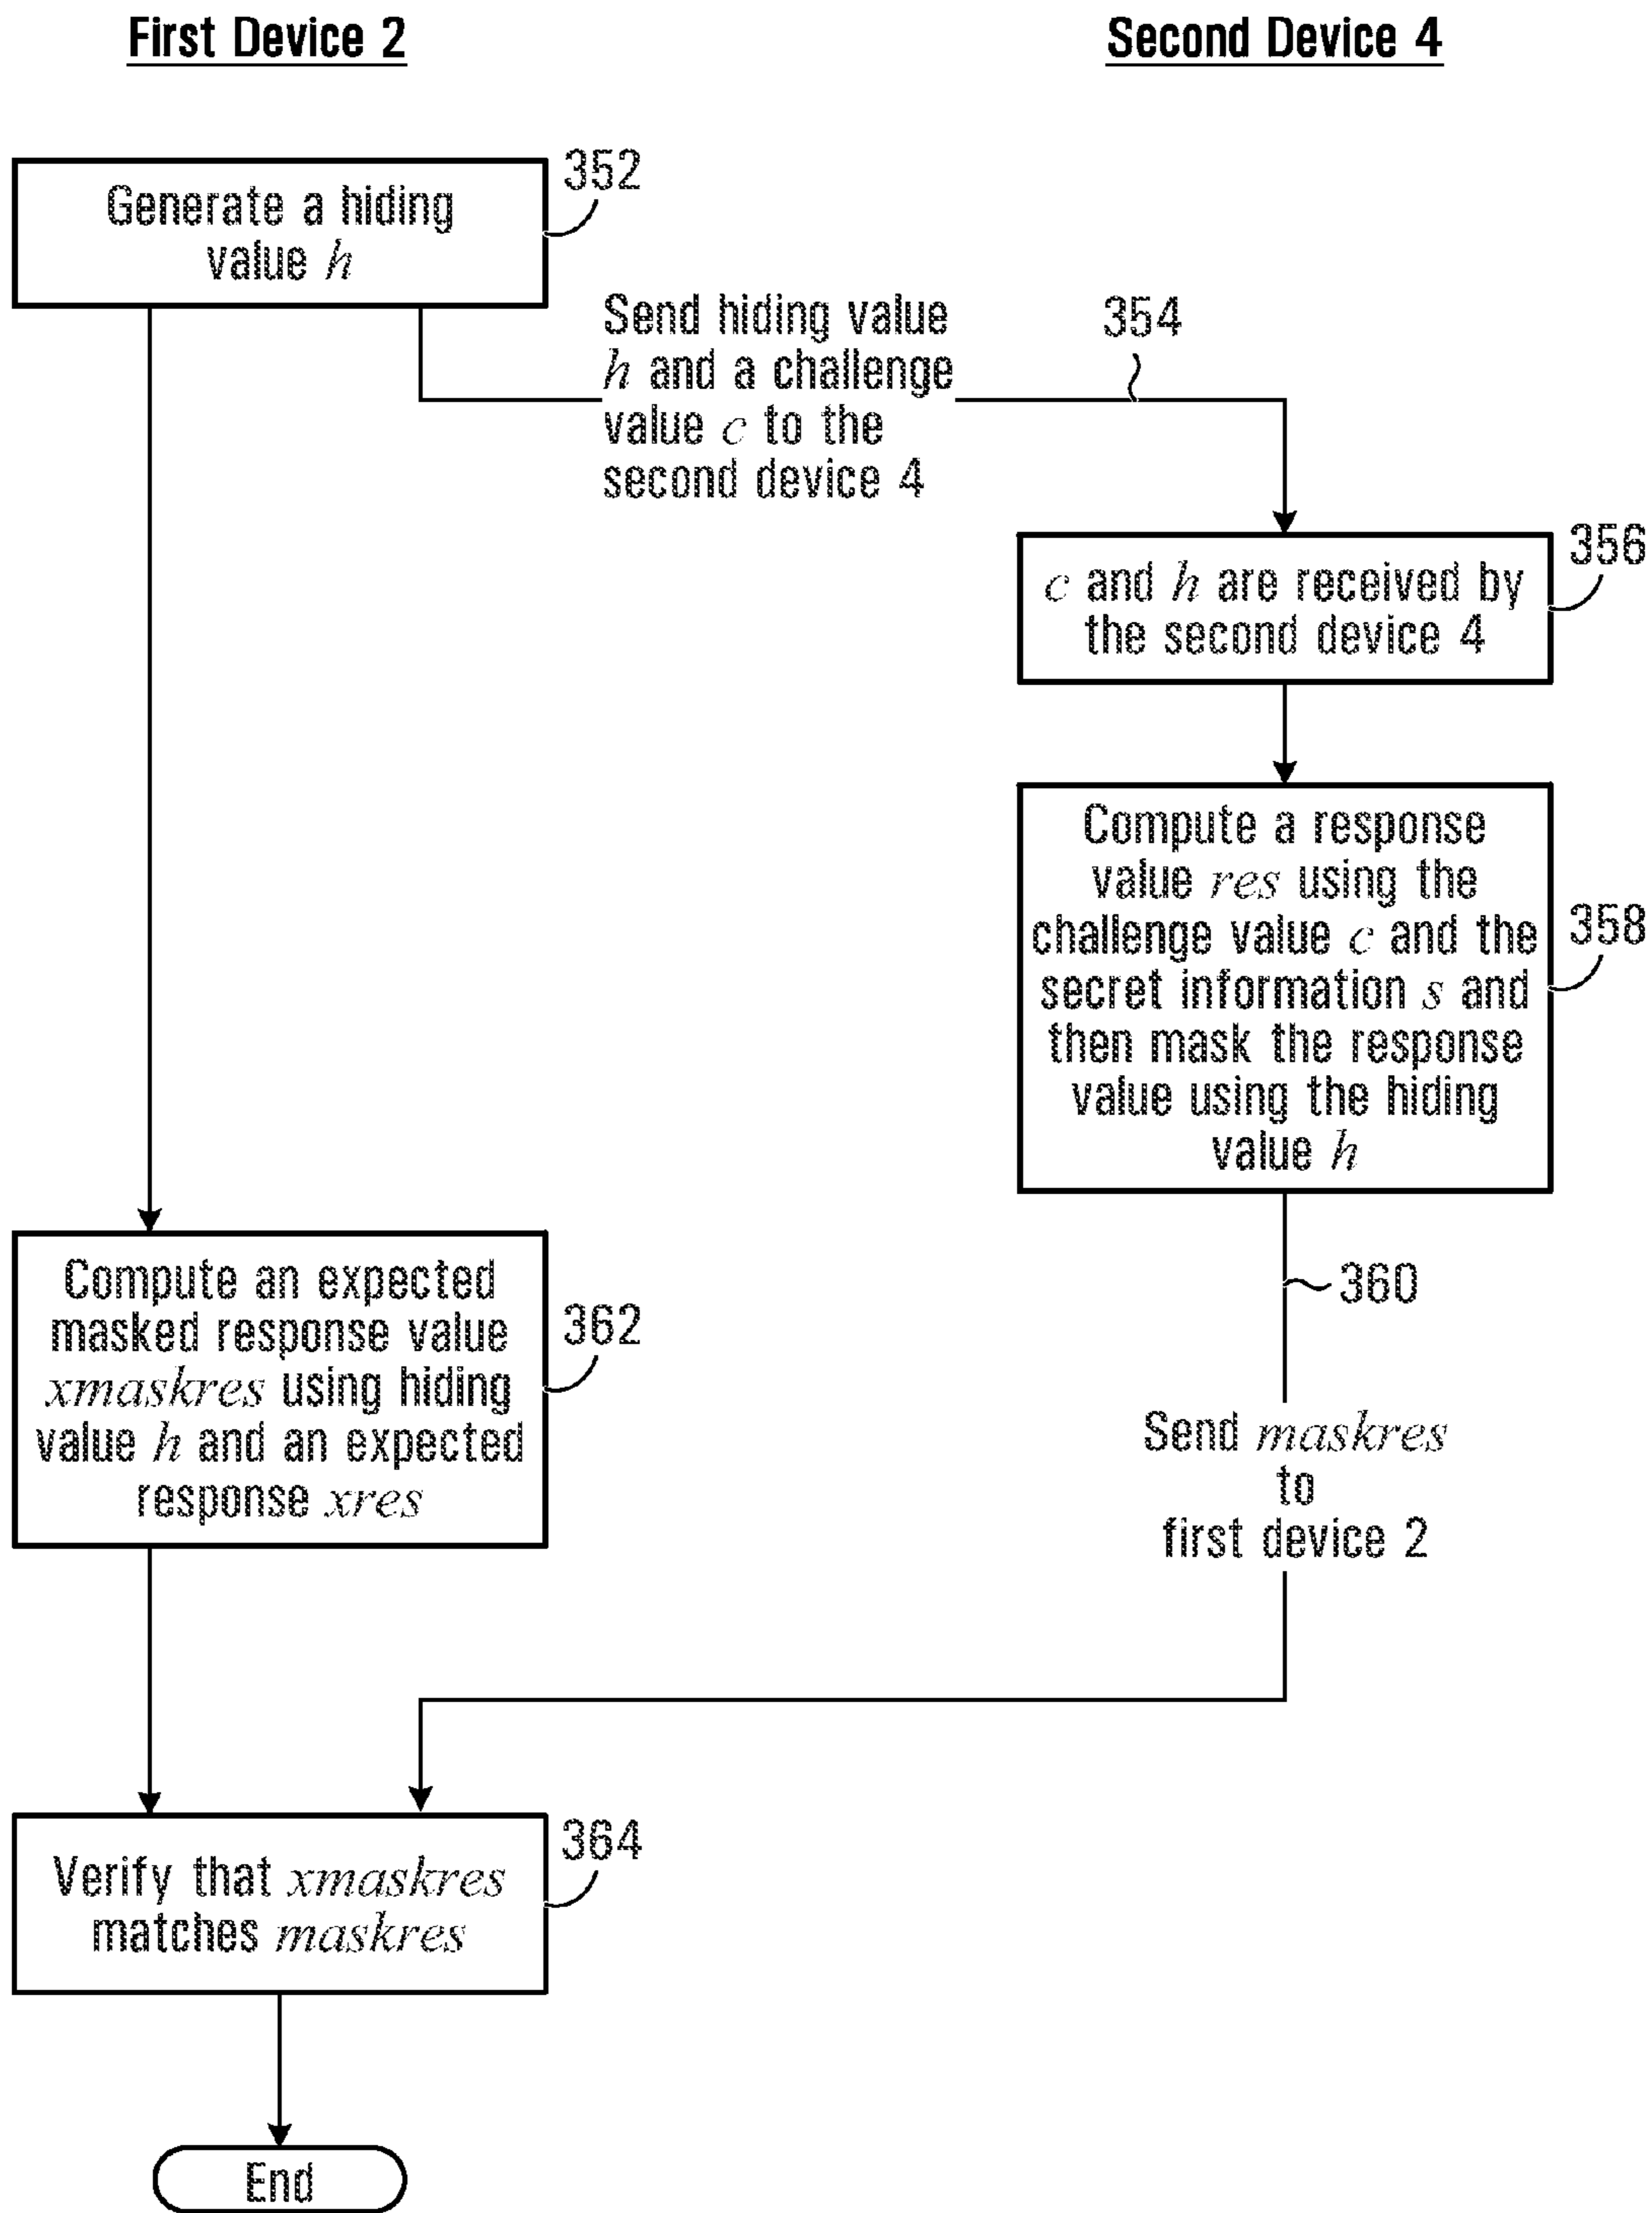 First Device 2
Second Device 4
352
Generate a hiding
value h
Send hiding value
h and a challenge
value c to the
second device 4
354
356
c and h are received by
the second device 4
Compute a response
value res using the
challenge value c and the
secret information s and
then mask the response
value using the hiding
value h
358
360
Compute an expected
masked response value
xmaskres using hiding
value h and an expected
response xres
362
Send maskres
to
first device 2
364
Verify that xmaskres
matches maskres
End